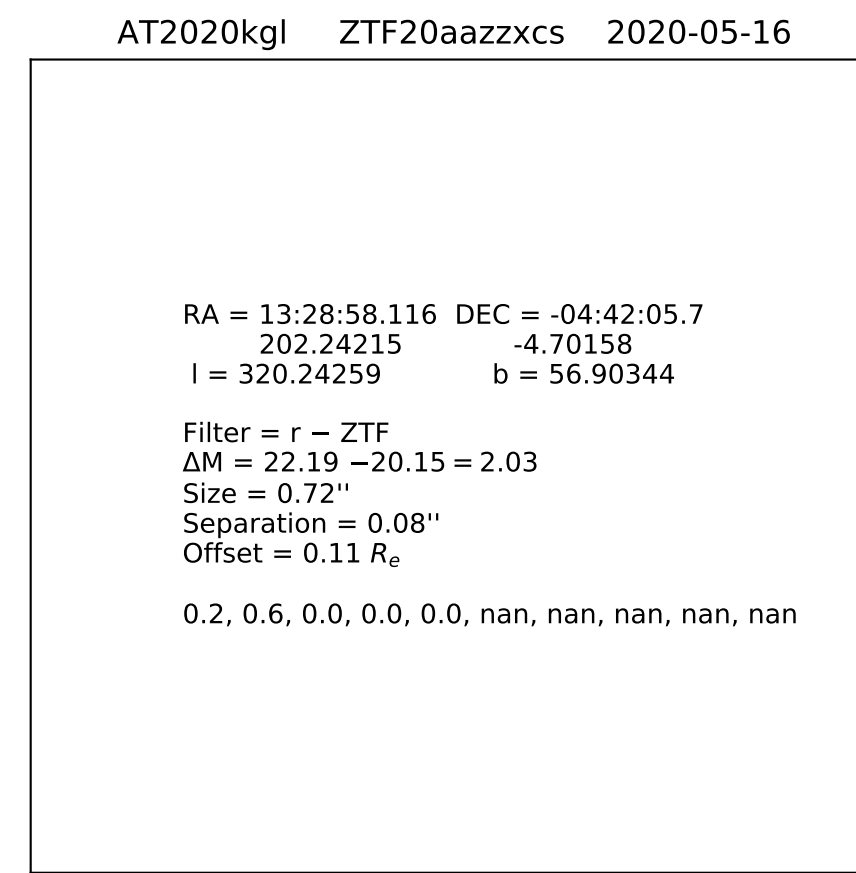 AT2020kgl ZTF20aazzxcs 2020-05-16
RA = 13:28:58.116 DEC = -04:42:05.7
202.24215 -4.70158
l = 320.24259 b = 56.90344
Filter = r − ZTF
ΔM = 22.19 −20.15 = 2.03
Size = 0.72''
Separation = 0.08''
Offset = 0.11 Rₑ
0.2, 0.6, 0.0, 0.0, 0.0, nan, nan, nan, nan, nan